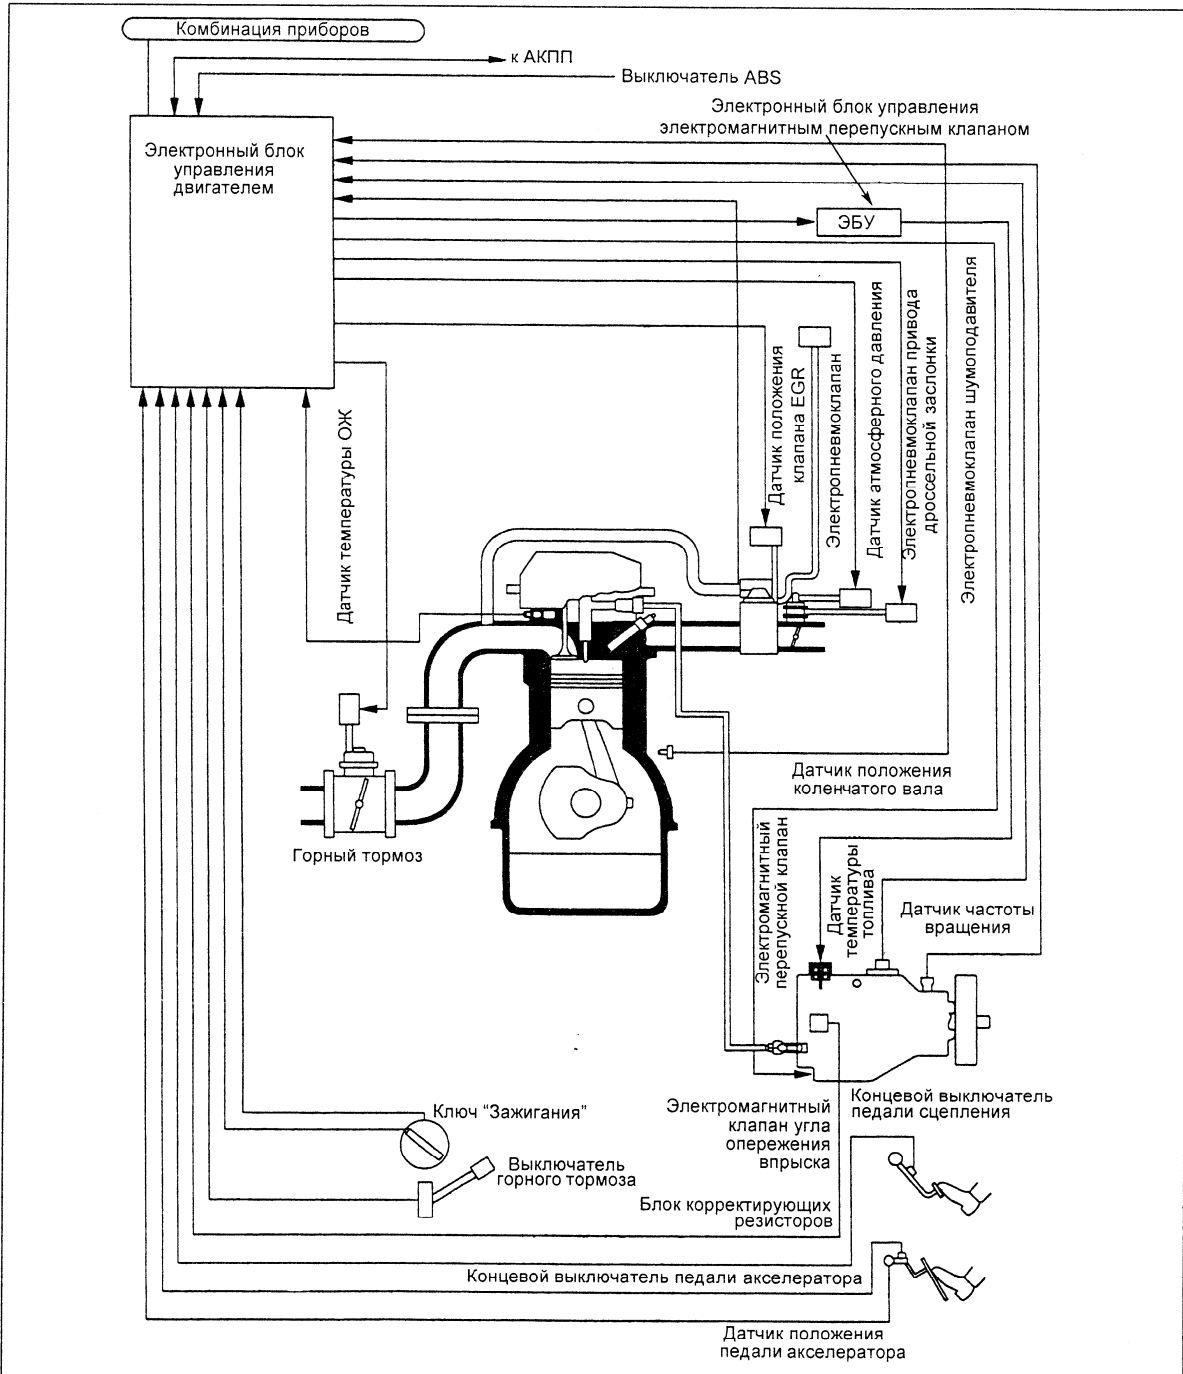 Комбинация приборов
к АКПП
Выключатель ABS
Электронный блок управления
электромагнитным перепускным клапаном
Электронный блок
управления
двигателем
ЭБУ
Датчик температуры ОЖ
Датчик положения
клапана EGR
Электропневмоклапан
Датчик атмосферного давления
Электропневмоклапан привода
дроссельной заслонки
Электропневмоклапан шумоподавителя
Датчик положения
коленчатого вала
Горный тормоз
Электромагнитный
перепускной клапан
Датчик
температуры
топлива
Датчик частоты
вращения
Ключ "Зажигания"
Выключатель
горного тормоза
Электромагнитный
клапан угла
опережения
впрыска
Концевой выключатель
педали сцепления
Блок корректирующих
резисторов
Концевой выключатель педали акселератора
Датчик положения
педали акселератора